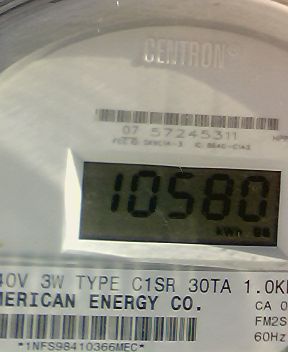 CENTRON®
07 57245311
10580
kWh 88
40V 3W TYPE C1SR 30TA 1.0K
MERICAN ENERGY CO.
CA 0
FM2S
60Hz
*1NFS98410366MEC*